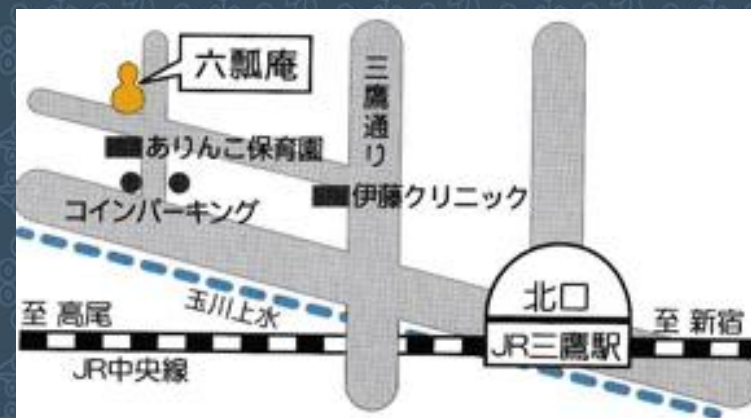 六瓢庵
三鷹通り
ありんこ保育園
伊藤クリニック
コインパーキング
玉川上水
北口
至 高尾
至 新宿
JR三鷹駅
JR中央線